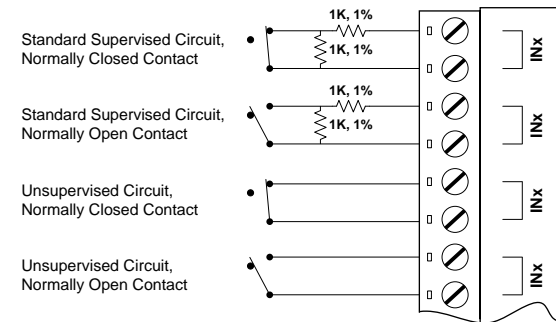 1K, 1%
Standard Supervised Circuit,
Normally Closed Contact
1K, 1%
INx
1K, 1%
Standard Supervised Circuit,
Normally Open Contact
1K, 1%
INx
Unsupervised Circuit,
Normally Closed Contact
INx
Unsupervised Circuit,
Normally Open Contact
INx